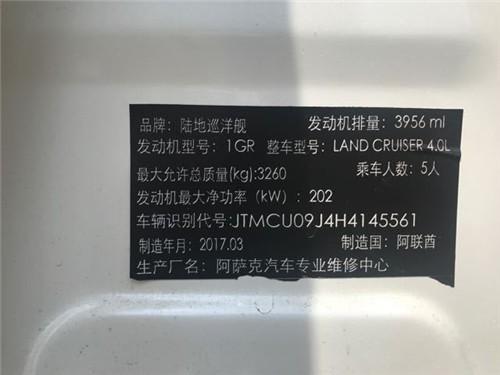 品牌：陆地巡洋舰 发动机排量：3956 ml
发动机型号：1GR 整车型号：LAND CRUISER 4.0L
最大允许总质量(kg):3260 乘车人数：5人
发动机最大净功率（kW）：202
车辆识别代号:JTMCU09J4H4145561
制造年月：2017.03 制造国：阿联酋
生产厂名：阿萨克汽车专业维修中心